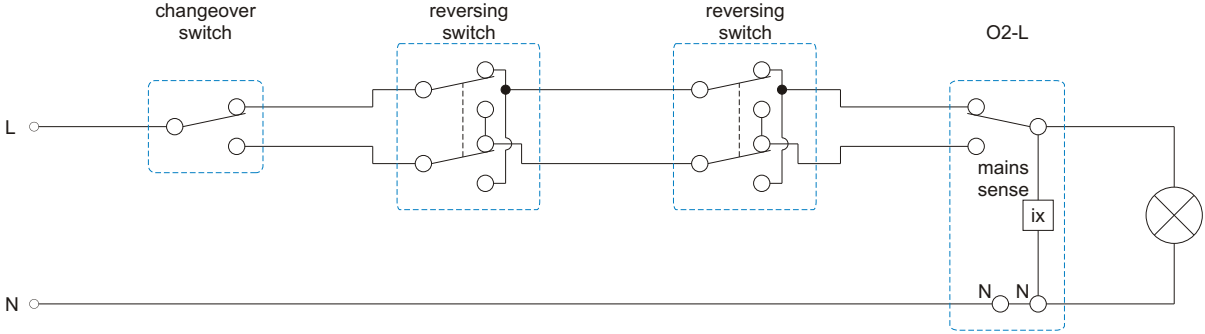 changeover
switch
reversing
switch
reversing
switch
O2-L
L
mains
sense
ix
N
N N